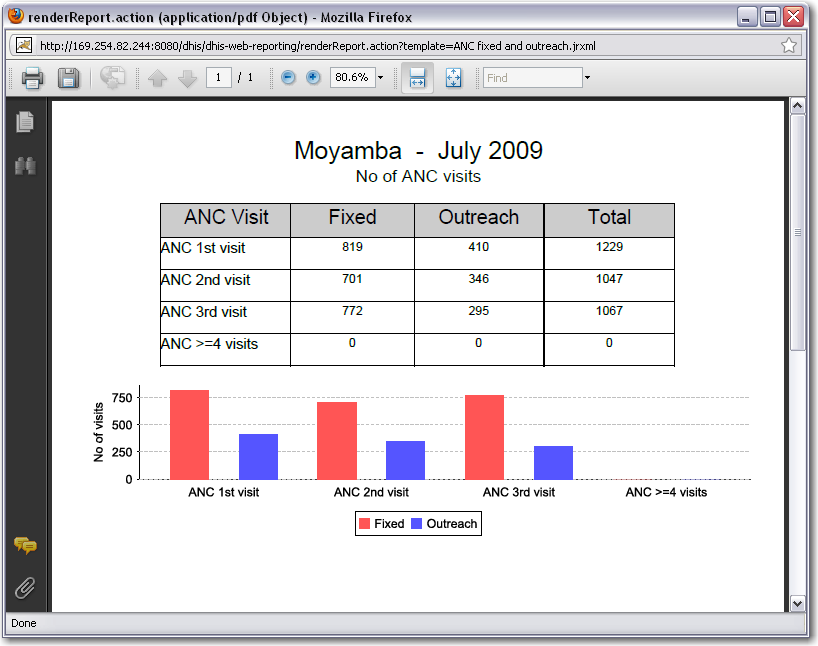 renderReport.action (application/pdf Object) - Mozilla Firefox
http://169.254.82.244:8080/dhis/dhis-web-reporting/renderReport.action?template=ANC fixed and outreach.jrxml
1 / 1 80.6% Find
Moyamba - July 2009
No of ANC visits
ANC Visit Fixed Outreach Total
ANC 1st visit 819 410 1229
ANC 2nd visit 701 346 1047
ANC 3rd visit 772 295 1067
ANC >=4 visits 0 0 0
No of visits
750
500
250
0
ANC 1st visit ANC 2nd visit ANC 3rd visit ANC >=4 visits
Fixed Outreach
Done